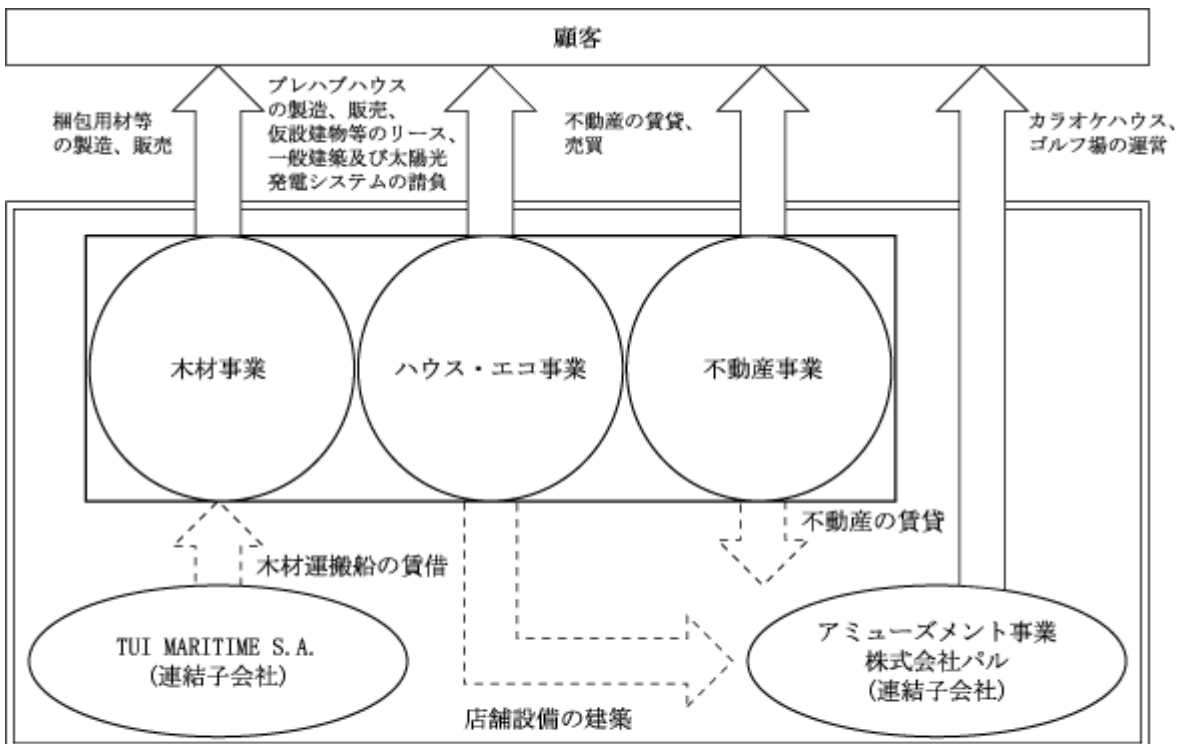 顧客
梱包用材等
の製造、販売
プレハブハウス
の製造、販売、
仮設建物等のリース、
一般建築及び太陽光
発電システムの請負
不動産の賃貸、
売買
カラオケハウス、
ゴルフ場の運営
木材事業
ハウス・エコ事業
不動産事業
木材運搬船の賃借
不動産の賃貸
TUI MARITIME S.A.
(連結子会社)
アミューズメント事業
株式会社パル
(連結子会社)
店舗設備の建築